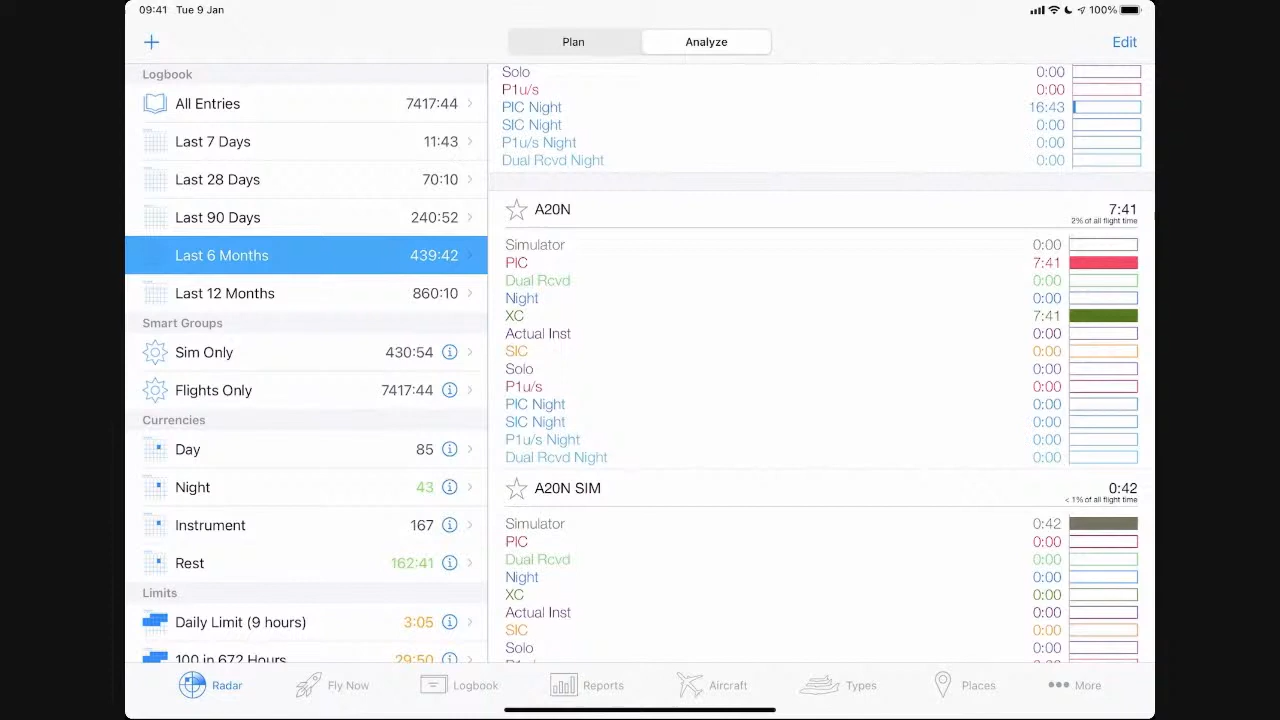 09:41 Tue 9 Jan
100%
Plan
Analyze
Edit
Logbook
All Entries 7417:44
Last 7 Days 11:43
Last 28 Days 70:10
Last 90 Days 240:52
Last 6 Months 439:42
Last 12 Months 860:10
Smart Groups
Sim Only 430:54
Flights Only 7417:44
Currencies
Day 85
Night 43
Instrument 167
Rest 162:41
Limits
Daily Limit (9 hours) 3:05
100 in 672 Hours 29:50
Solo 0:00
P1u/s 0:00
PIC Night 16:43
SIC Night 0:00
P1u/s Night 0:00
Dual Rcvd Night 0:00
A20N 7:41
2% of all flight time
Simulator 0:00
PIC 7:41
Dual Rcvd 0:00
Night 0:00
XC 7:41
Actual Inst 0:00
SIC 0:00
Solo 0:00
P1u/s 0:00
PIC Night 0:00
SIC Night 0:00
P1u/s Night 0:00
Dual Rcvd Night 0:00
A20N SIM 0:42
< 1% of all flight time
Simulator 0:42
PIC 0:00
Dual Rcvd 0:00
Night 0:00
XC 0:00
Actual Inst 0:00
SIC 0:00
Solo 0:00
Radar
Fly Now
Logbook
Reports
Aircraft
Types
Places
More